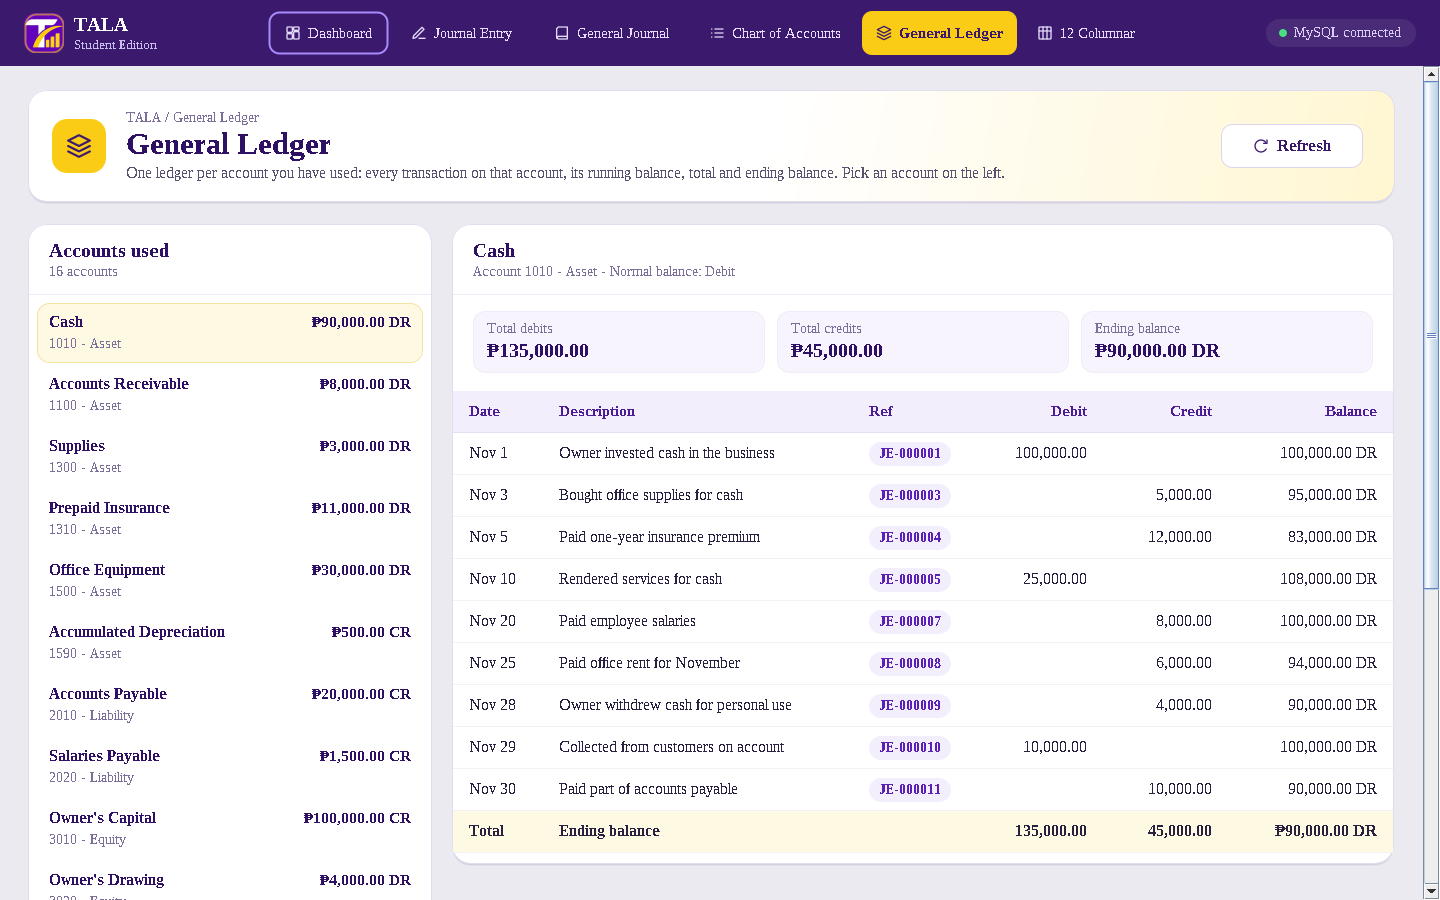 TALA
Student Edition
Dashboard
Journal Entry
General Journal
Chart of Accounts
General Ledger
12 Columnar
MySQL connected
TALA / General Ledger
General Ledger
One ledger per account you have used: every transaction on that account, its running balance, total and ending balance. Pick an account on the left.
Refresh
Accounts used
16 accounts
Cash ₱90,000.00 DR
1010 - Asset
Accounts Receivable ₱8,000.00 DR
1100 - Asset
Supplies ₱3,000.00 DR
1300 - Asset
Prepaid Insurance ₱11,000.00 DR
1310 - Asset
Office Equipment ₱30,000.00 DR
1500 - Asset
Accumulated Depreciation ₱500.00 CR
1590 - Asset
Accounts Payable ₱20,000.00 CR
2010 - Liability
Salaries Payable ₱1,500.00 CR
2020 - Liability
Owner's Capital ₱100,000.00 CR
3010 - Equity
Owner's Drawing ₱4,000.00 DR
Cash
Account 1010 - Asset - Normal balance: Debit
Total debits
₱135,000.00
Total credits
₱45,000.00
Ending balance
₱90,000.00 DR
Date Description Ref Debit Credit Balance
Nov 1 Owner invested cash in the business JE-000001 100,000.00 100,000.00 DR
Nov 3 Bought office supplies for cash JE-000003 5,000.00 95,000.00 DR
Nov 5 Paid one-year insurance premium JE-000004 12,000.00 83,000.00 DR
Nov 10 Rendered services for cash JE-000005 25,000.00 108,000.00 DR
Nov 20 Paid employee salaries JE-000007 8,000.00 100,000.00 DR
Nov 25 Paid office rent for November JE-000008 6,000.00 94,000.00 DR
Nov 28 Owner withdrew cash for personal use JE-000009 4,000.00 90,000.00 DR
Nov 29 Collected from customers on account JE-000010 10,000.00 100,000.00 DR
Nov 30 Paid part of accounts payable JE-000011 10,000.00 90,000.00 DR
Total Ending balance 135,000.00 45,000.00 ₱90,000.00 DR